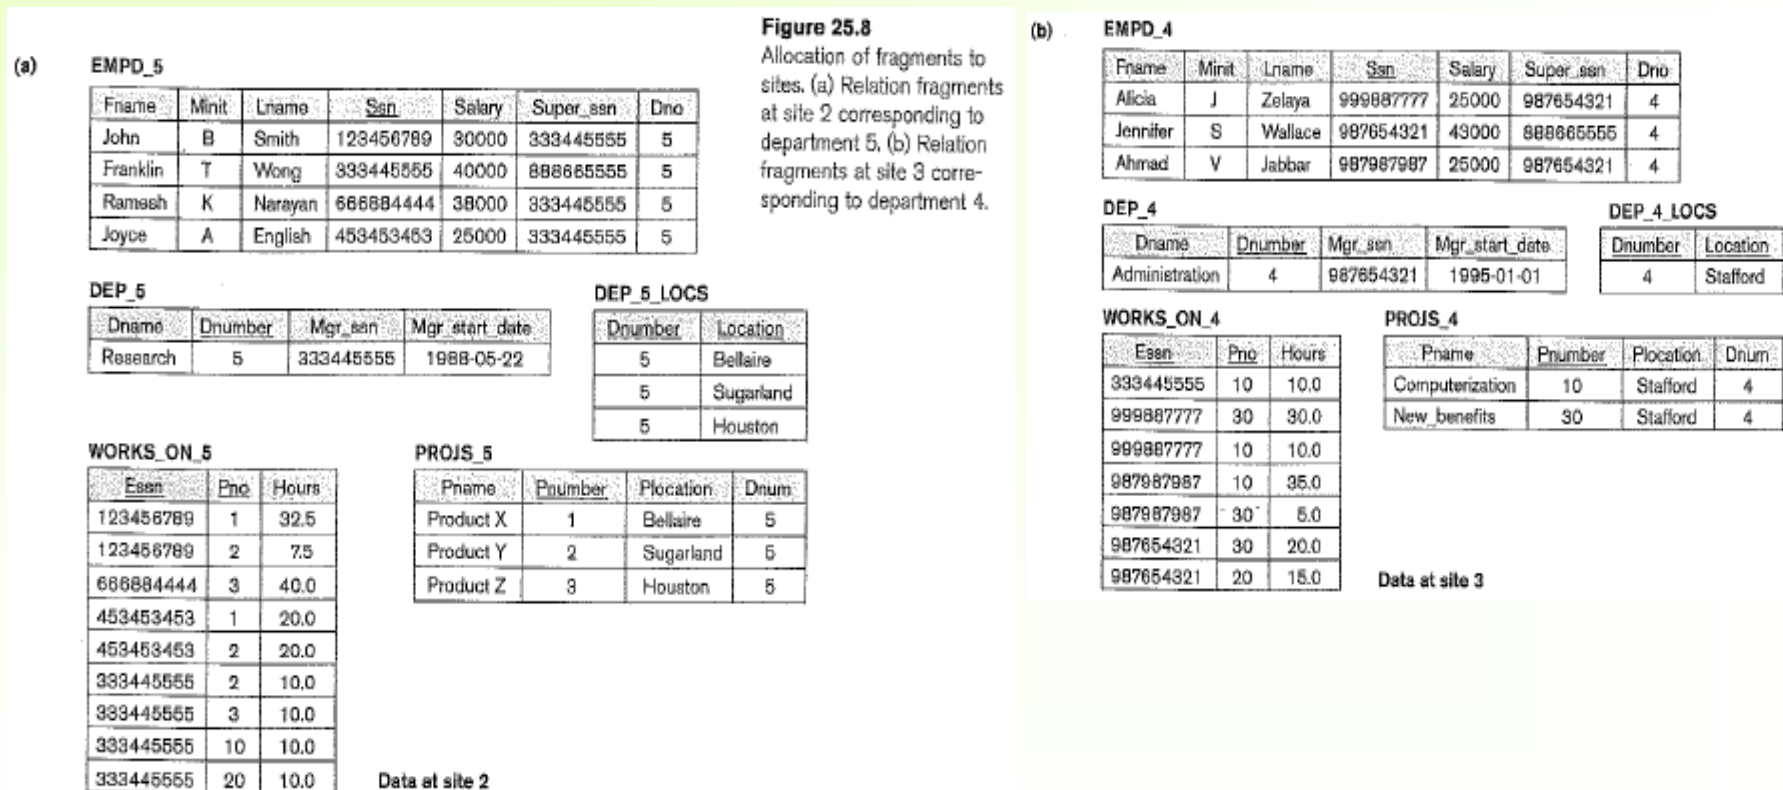 Figure 25.8
Allocation of fragments to
sites. (a) Relation fragments
at site 2 corresponding to
department 5. (b) Relation
fragments at site 3 corre-
sponding to department 4.
(a)
EMPD_5
Fname Minit Lname Ssn Salary Super_ssn Dno
John B Smith 123456789 30000 333445555 5
Franklin T Wong 333445555 40000 888665555 5
Ramesh K Narayan 666884444 38000 333445555 5
Joyce A English 453453453 25000 333445555 5
DEP_5
Dname Dnumber Mgr_ssn Mgr_start_date
Research 5 333445555 1988-05-22
DEP_5_LOCS
Dnumber Location
5 Bellaire
5 Sugarland
5 Houston
WORKS_ON_5
Essn Pno Hours
123456789 1 32.5
123456789 2 7.5
666884444 3 40.0
453453453 1 20.0
453453453 2 20.0
333445555 2 10.0
333445555 3 10.0
333445555 10 10.0
333445555 20 10.0
PROJS_5
Pname Pnumber Plocation Dnum
Product X 1 Bellaire 5
Product Y 2 Sugarland 5
Product Z 3 Houston 5
Data at site 2
(b)
EMPD_4
Fname Minit Lname Ssn Salary Super_ssn Dno
Alicia J Zelaya 999887777 25000 987654321 4
Jennifer S Wallace 987654321 43000 888665555 4
Ahmad V Jabbar 987987987 25000 987654321 4
DEP_4
Dname Dnumber Mgr_ssn Mgr_start_date
Administration 4 987654321 1995-01-01
DEP_4_LOCS
Dnumber Location
4 Stafford
WORKS_ON_4
Essn Pno Hours
333445555 10 10.0
999887777 30 30.0
999887777 10 10.0
987987987 10 35.0
987987987 30 5.0
987654321 30 20.0
987654321 20 15.0
PROJS_4
Pname Pnumber Plocation Dnum
Computerization 10 Stafford 4
New_benefits 30 Stafford 4
Data at site 3